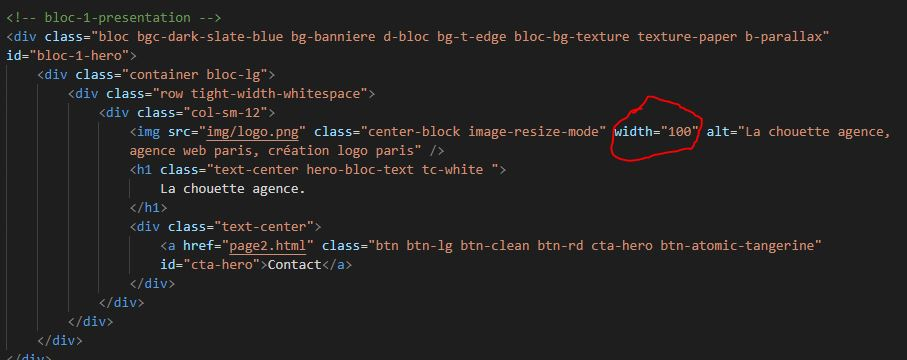 <!-- bloc-1-presentation -->
<div class="bloc bgc-dark-slate-blue bg-banniere d-bloc bg-t-edge bloc-bg-texture texture-paper b-parallax"
id="bloc-1-hero">
<div class="container bloc-lg">
<div class="row tight-width-whitespace">
<div class="col-sm-12">
<img src="img/logo.png" class="center-block image-resize-mode" width="100" alt="La chouette agence,
agence web paris, création logo paris" />
<h1 class="text-center hero-bloc-text tc-white ">
La chouette agence.
</h1>
<div class="text-center">
<a href="page2.html" class="btn btn-lg btn-clean btn-rd cta-hero btn-atomic-tangerine"
id="cta-hero">Contact</a>
</div>
</div>
</div>
</div>
</div>